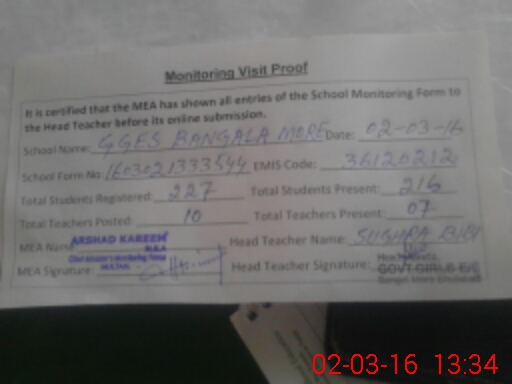 Monitoring Visit Proof
It is certified that the MEA has shown all entries of the School Monitoring Form to
the Head Teacher before its online submission.
School Name: GGES BANGALA MORE Date: 02-03-16
School Form No 1603021333544 EMIS Code: 36120212
Total Students Registered: 227 Total Students Present: 216
Total Teachers Posted: 10 Total Teachers Present: 07
MEA Name: ARSHAD KAREEM Head Teacher Name: SUGHRA BIBI
M.E.A
MULTAN
MEA Signature: Head Teacher Signature:
GOVT GIRLS E/S
02-03-16 13:34